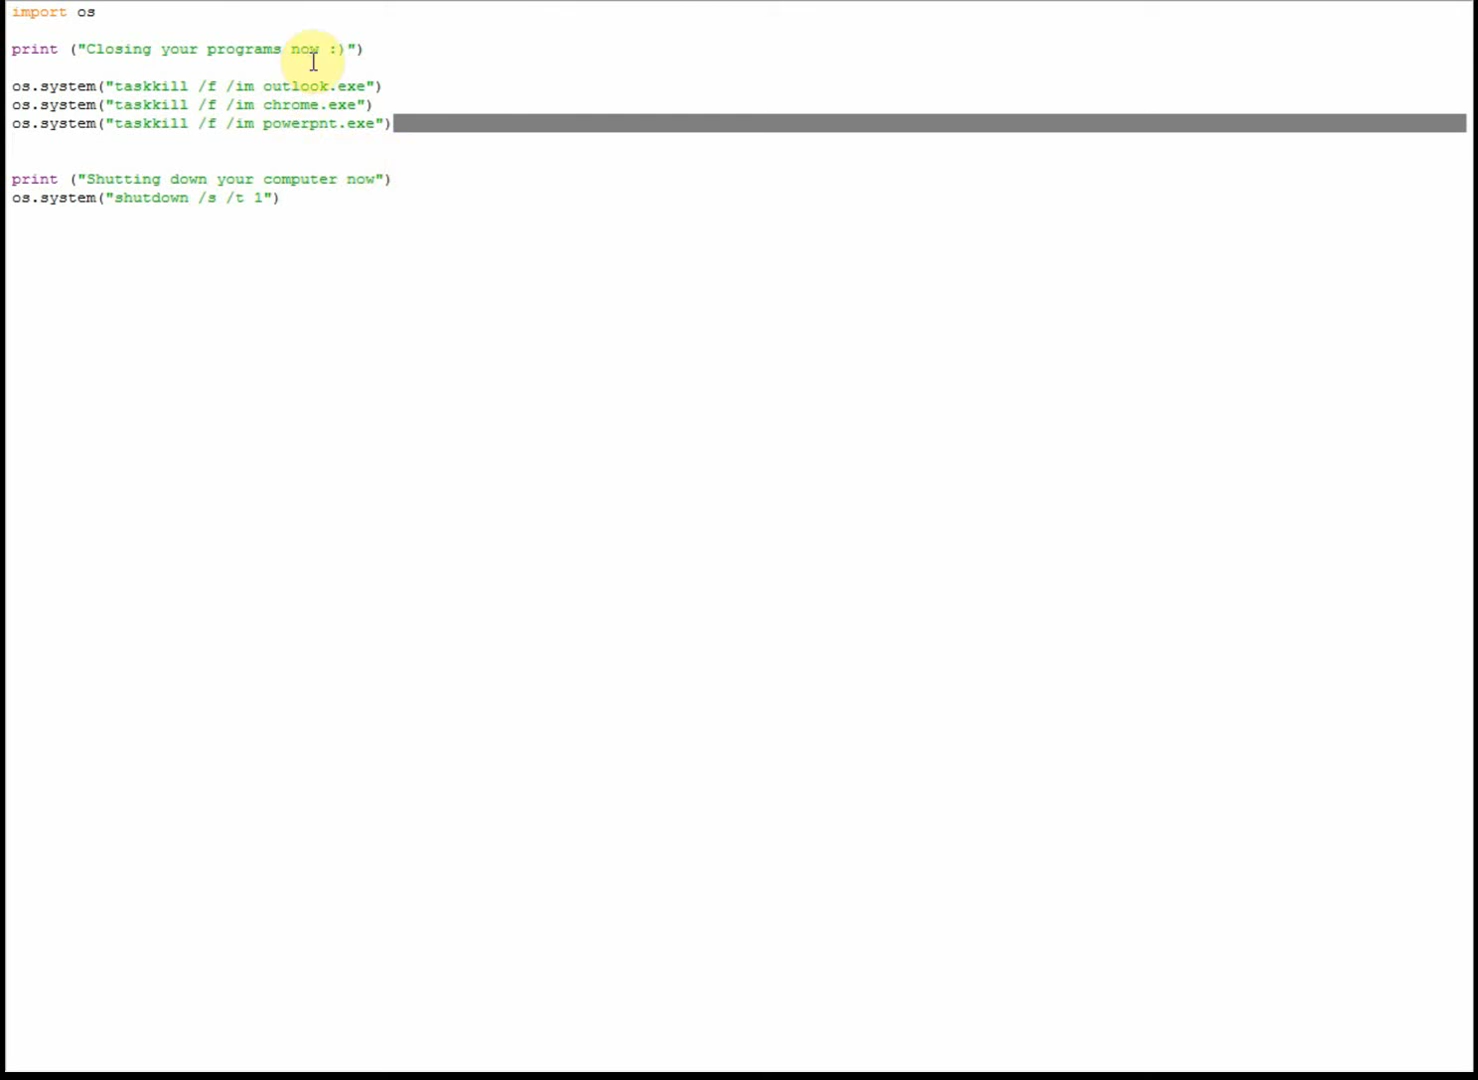 import os
print ("Closing your programs now :)")
os.system("taskkill /f /im outlook.exe")
os.system("taskkill /f /im chrome.exe")
os.system("taskkill /f /im powerpnt.exe")
print ("Shutting down your computer now")
os.system("shutdown /s /t 1")